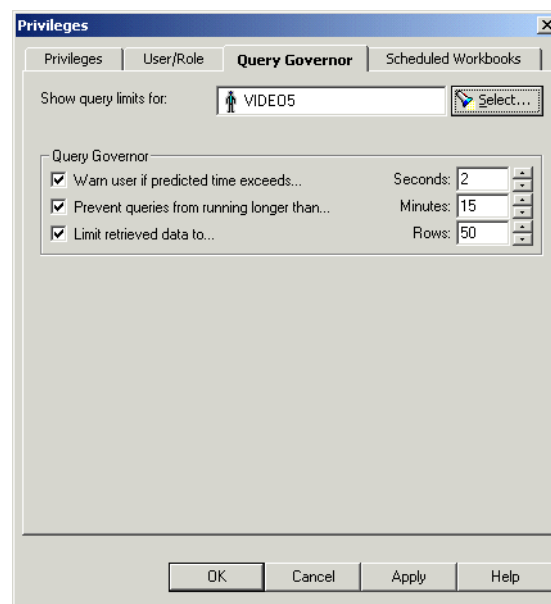 Privileges
Privileges User/Role Query Governor Scheduled Workbooks
Show query limits for: VIDEO5 Select...
Query Governor
Warn user if predicted time exceeds... Seconds: 2
Prevent queries from running longer than... Minutes: 15
Limit retrieved data to... Rows: 50
OK Cancel Apply Help